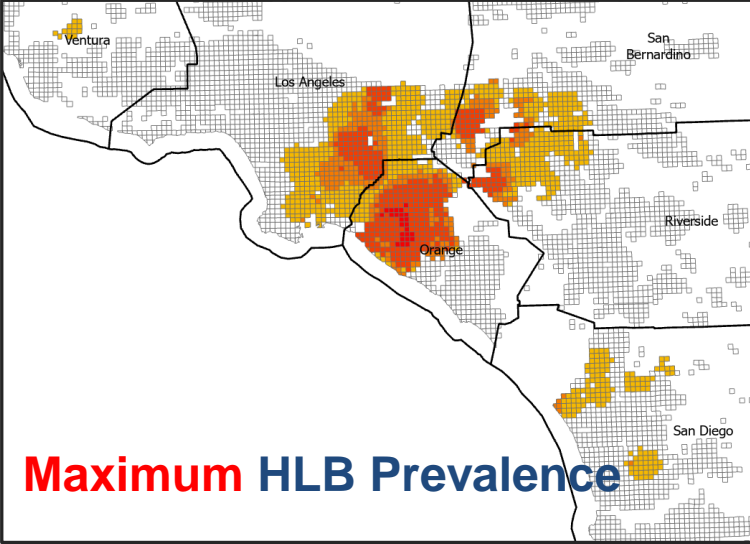 Ventura
San
Bernardino
Los Angeles
Riverside
Orange
San Diego
Maximum HLB Prevalence